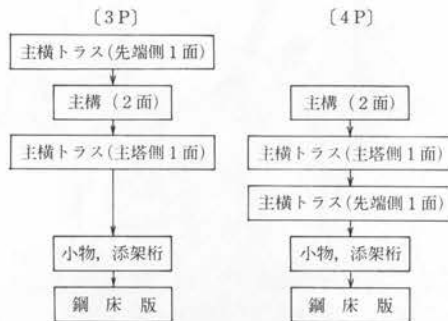 〔3P〕
主横トラス(先端側1面)
主構(2面)
主横トラス(主塔側1面)
小物,添架桁
鋼床版
〔4P〕
主構(2面)
主横トラス(主塔側1面)
主横トラス(先端側1面)
小物,添架桁
鋼床版